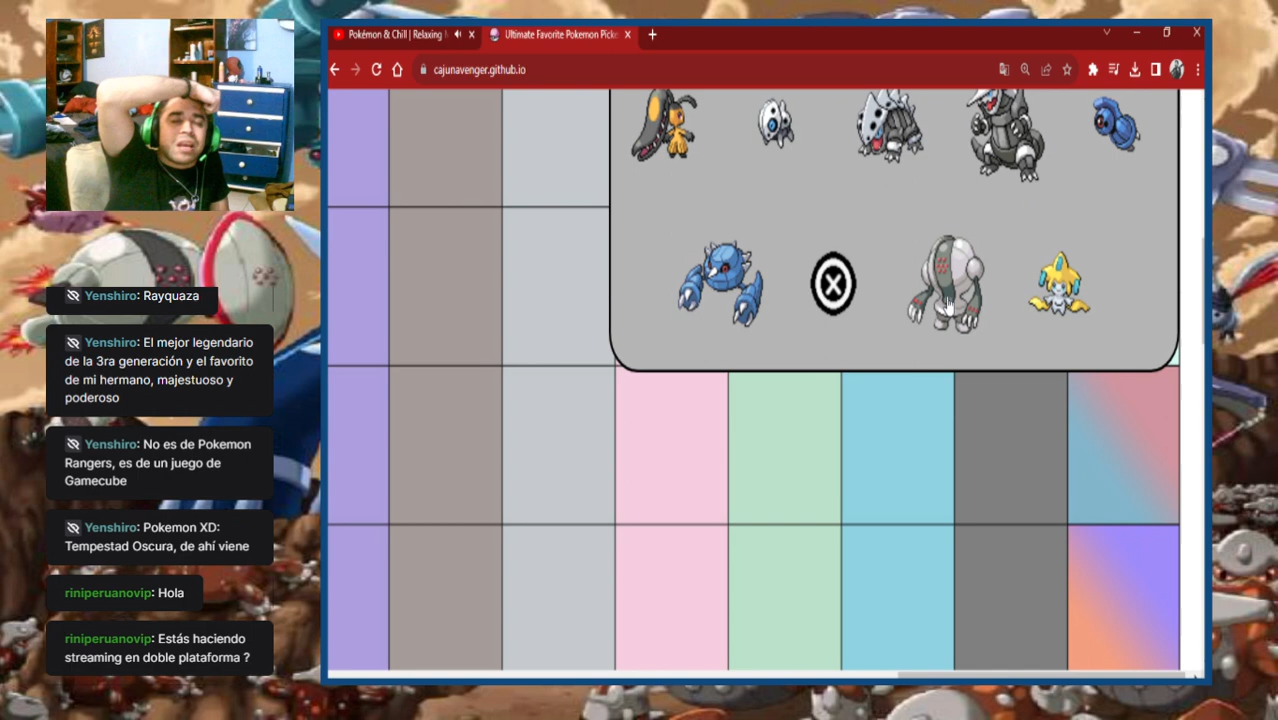 Pokémon & Chill | Relaxing
Ultimate Favorite Pokemon Picke
cajunavenger.github.io
Yenshiro: Rayquaza
Yenshiro: El mejor legendario
de la 3ra generación y el favorito
de mi hermano, majestuoso y
poderoso
Yenshiro: No es de Pokemon
Rangers, es de un juego de
Gamecube
Yenshiro: Pokemon XD:
Tempestad Oscura, de ahí viene
riniperuanovip: Hola
riniperuanovip: Estás haciendo
streaming en doble plataforma ?